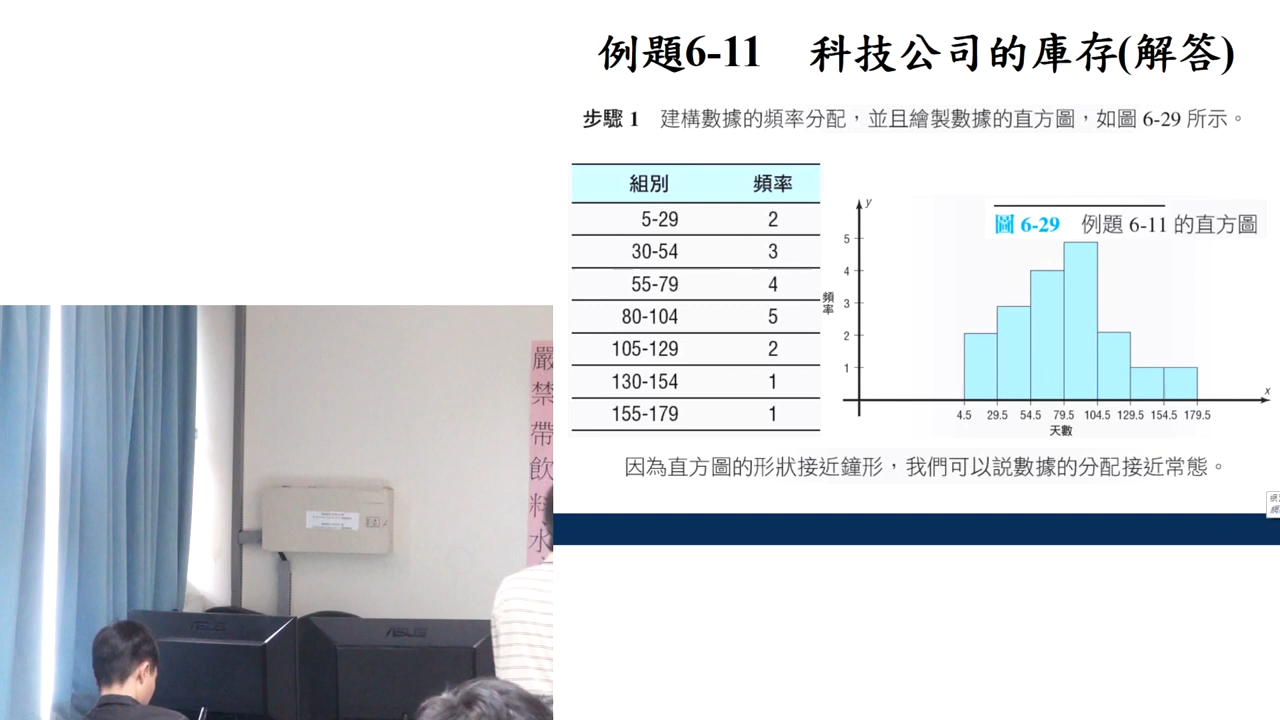 例題6-11 科技公司的庫存(解答)
步驟 1 建構數據的頻率分配，並且繪製數據的直方圖，如圖 6-29 所示。
組別 頻率
5-29 2
30-54 3
55-79 4
80-104 5
105-129 2
130-154 1
155-179 1
圖 6-29 例題 6-11 的直方圖
y
5
4
3
2
1
頻率
x
4.5 29.5 54.5 79.5 104.5 129.5 154.5 179.5
天數
因為直方圖的形狀接近鐘形，我們可以說數據的分配接近常態。
嚴禁帶飲料水
ASUS
ASUS